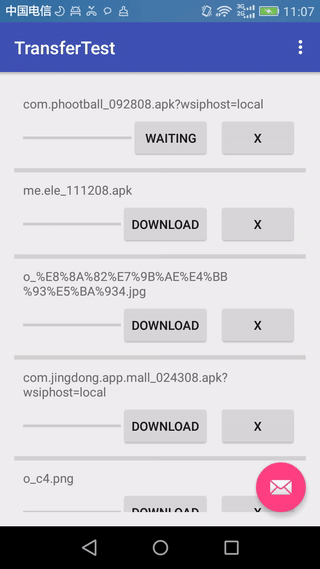 中国电信 3G 2G 11:07
TransferTest
com.phootball_092808.apk?wsiphost=local
WAITING X
me.ele_111208.apk
DOWNLOAD X
o_%E8%8A%82%E7%9B%AE%E4%BB
%93%E5%BA%934.jpg
DOWNLOAD X
com.jingdong.app.mall_024308.apk?
wsiphost=local
DOWNLOAD X
o_c4.png
DOWNLOAD X